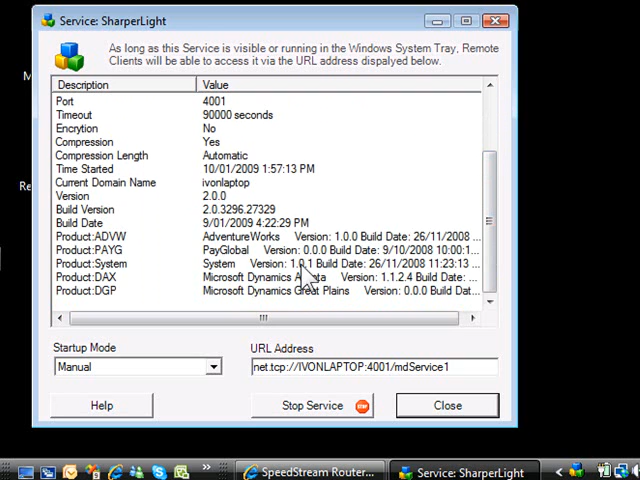 Service: SharperLight
As long as this Service is visible or running in the Windows System Tray, Remote
Clients will be able to access it via the URL address dispalyed below.
Description Value
Port 4001
Timeout 90000 seconds
Encrytion No
Compression Yes
Compression Length Automatic
Time Started 10/01/2009 1:57:13 PM
Current Domain Name ivonlaptop
Version 2.0.0
Build Version 2.0.3296.27329
Build Date 9/01/2009 4:22:29 PM
Product:ADVW AdventureWorks Version: 1.0.0 Build Date: 26/11/2008 ...
Product:PAYG PayGlobal Version: 0.0.0 Build Date: 9/10/2008 10:00:1...
Product:System System Version: 1.0.1 Build Date: 26/11/2008 11:23:13 ...
Product:DAX Microsoft Dynamics Version: 1.1.2.4 Build Date: ...
Product:DGP Microsoft Dynamics Great Plains Version: 0.0.0 Build Dat...
Startup Mode URL Address
Manual net.tcp://IVONLAPTOP:4001/mdService1
Help Stop Service STOP Close
SpeedStream Router... Service: SharperLight